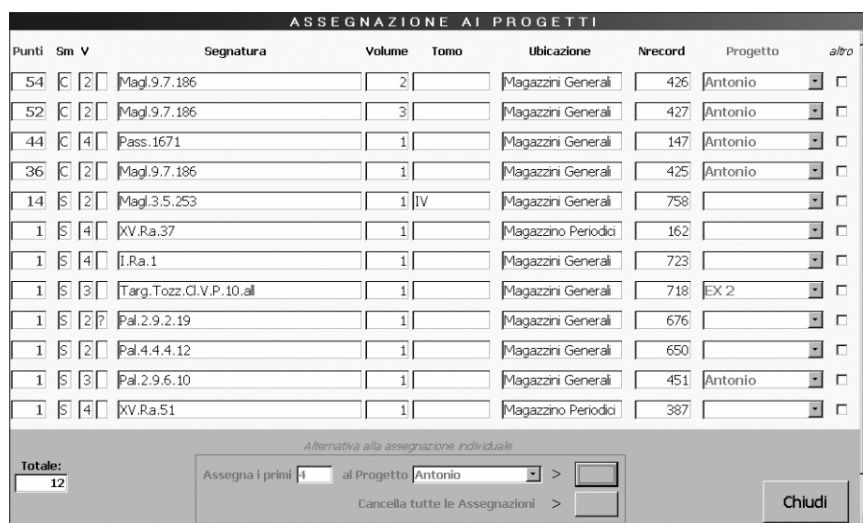 ASSEGNAZIONE AI PROGETTI
Punti Sm V Segnatura Volume Tomo Ubicazione Nrecord Progetto altro
54 C 2 Magl.9.7.186 2 Magazzini Generali 426 Antonio
52 C 2 Magl.9.7.186 3 Magazzini Generali 427 Antonio
44 C 4 Pass.1671 1 Magazzini Generali 147 Antonio
36 C 2 Magl.9.7.186 1 Magazzini Generali 425 Antonio
14 S 2 Magl.3.5.253 1 IV Magazzini Generali 758
1 S 4 XV.Ra.37 1 Magazzino Periodici 162
1 S 4 I.Ra.1 1 Magazzini Generali 723
1 S 3 Targ.Tozz.Cl.V.P.10.all 1 Magazzini Generali 718 EX 2
1 S 2 ? Pal.2.9.2.19 1 Magazzini Generali 676
1 S 2 Pal.4.4.4.12 1 Magazzini Generali 650
1 S 3 Pal.2.9.6.10 1 Magazzini Generali 451 Antonio
1 S 4 XV.Ra.51 1 Magazzino Periodici 387
Alternativa alla assegnazione individuale
Totale:
12
Assegna i primi 4 al Progetto Antonio >
Cancella tutte le Assegnazioni >
Chiudi